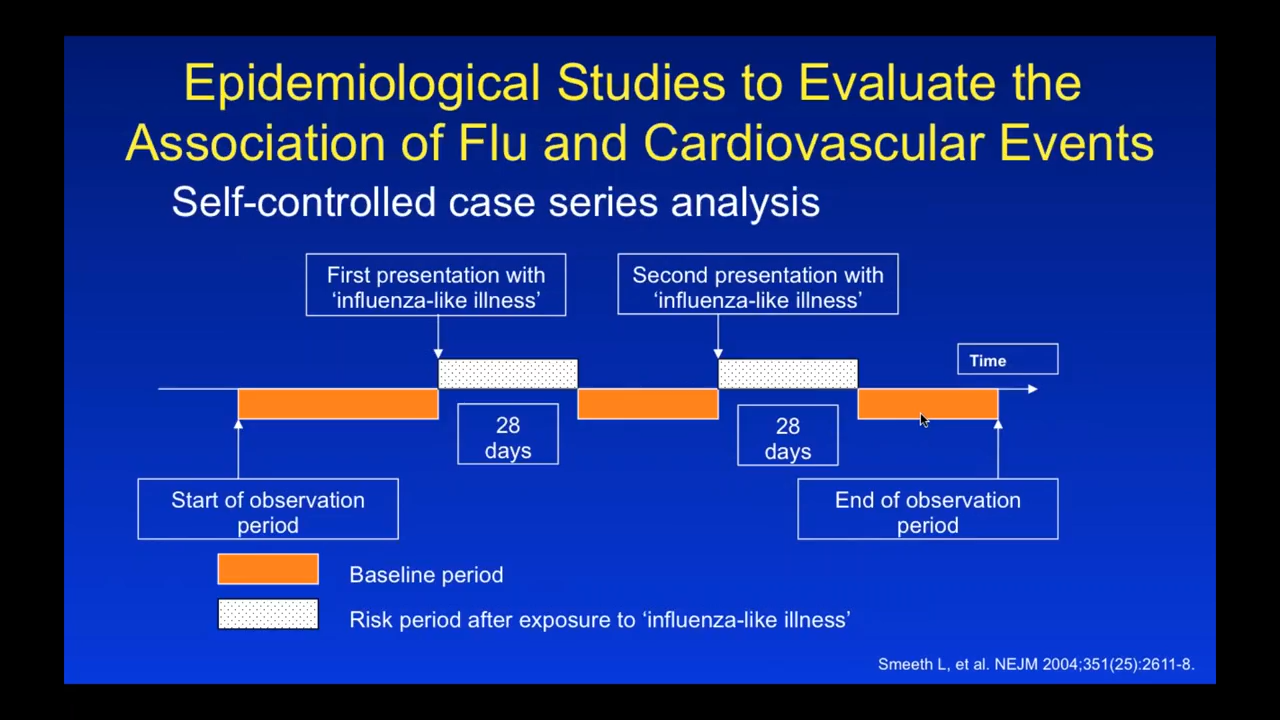 Epidemiological Studies to Evaluate the
Association of Flu and Cardiovascular Events
Self-controlled case series analysis
First presentation with
‘influenza-like illness’
Second presentation with
‘influenza-like illness’
Time
28
days
28
days
Start of observation
period
End of observation
period
Baseline period
Risk period after exposure to ‘influenza-like illness’
Smeeth L, et al. NEJM 2004;351(25):2611-8.